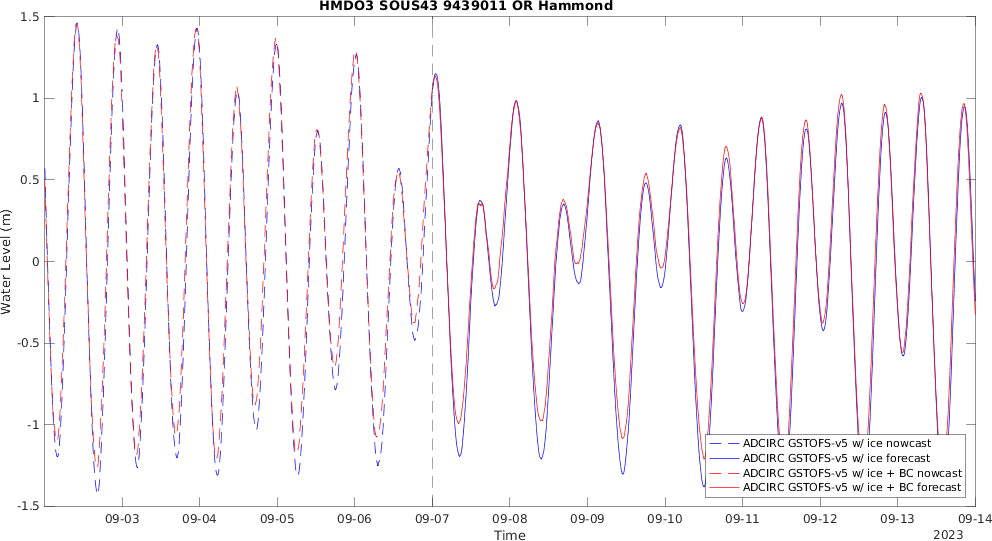 HMDO3 SOUS43 9439011 OR Hammond
1.5
1
0.5
0
-0.5
-1
-1.5
Water Level (m)
ADCIRC GSTOFS-v5 w/ ice nowcast
ADCIRC GSTOFS-v5 w/ ice forecast
ADCIRC GSTOFS-v5 w/ ice + BC nowcast
ADCIRC GSTOFS-v5 w/ ice + BC forecast
09-03 09-04 09-05 09-06 09-07 09-08 09-09 09-10 09-11 09-12 09-13 09-14
Time
2023